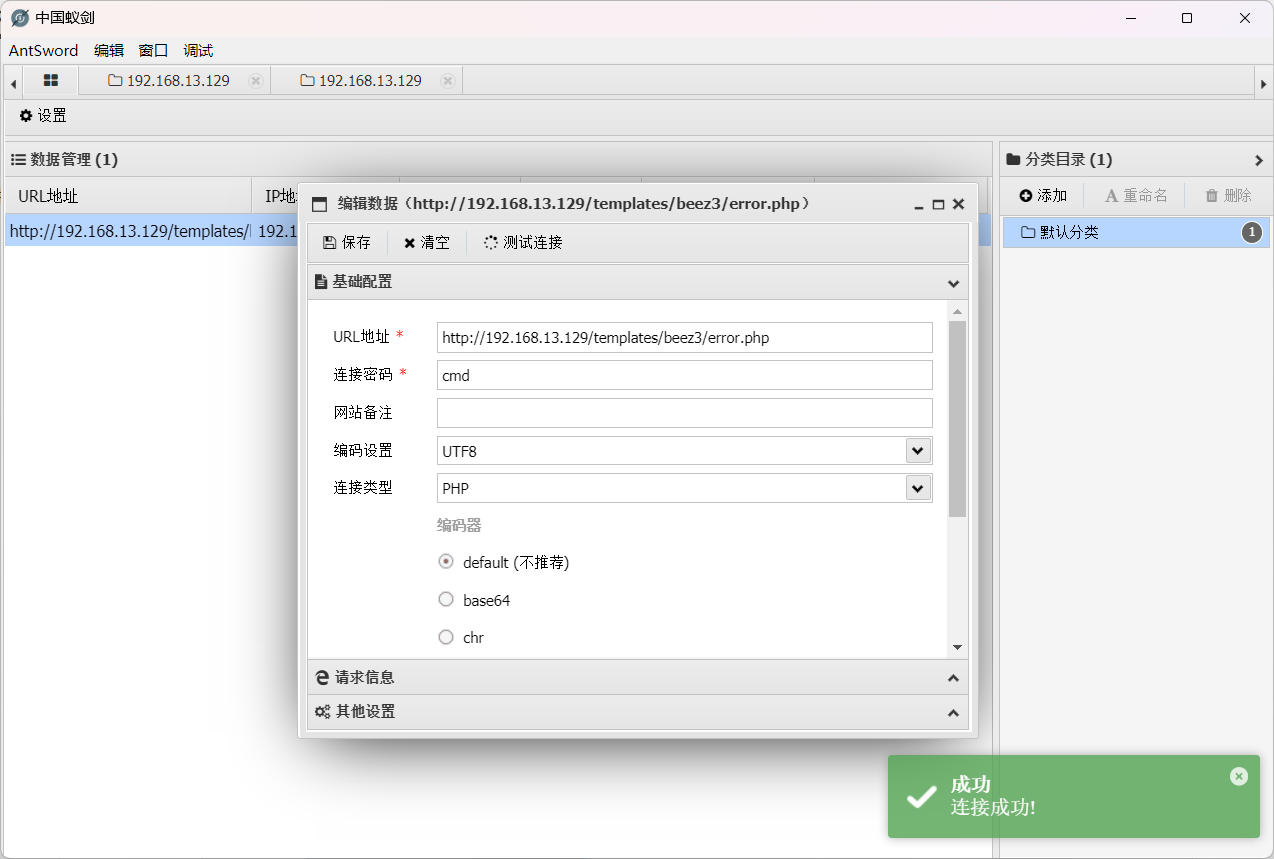 中国蚁剑
AntSword 编辑 窗口 调试
192.168.13.129 192.168.13.129
设置
数据管理 (1)
分类目录 (1)
URL地址 IP地
添加 重命名 删除
http://192.168.13.129/templates/ 192.1
默认分类 1
编辑数据（http://192.168.13.129/templates/beez3/error.php）
保存 清空 测试连接
基础配置
URL地址 * http://192.168.13.129/templates/beez3/error.php
连接密码 * cmd
网站备注
编码设置 UTF8
连接类型 PHP
编码器
default (不推荐)
base64
chr
请求信息
其他设置
成功
连接成功!